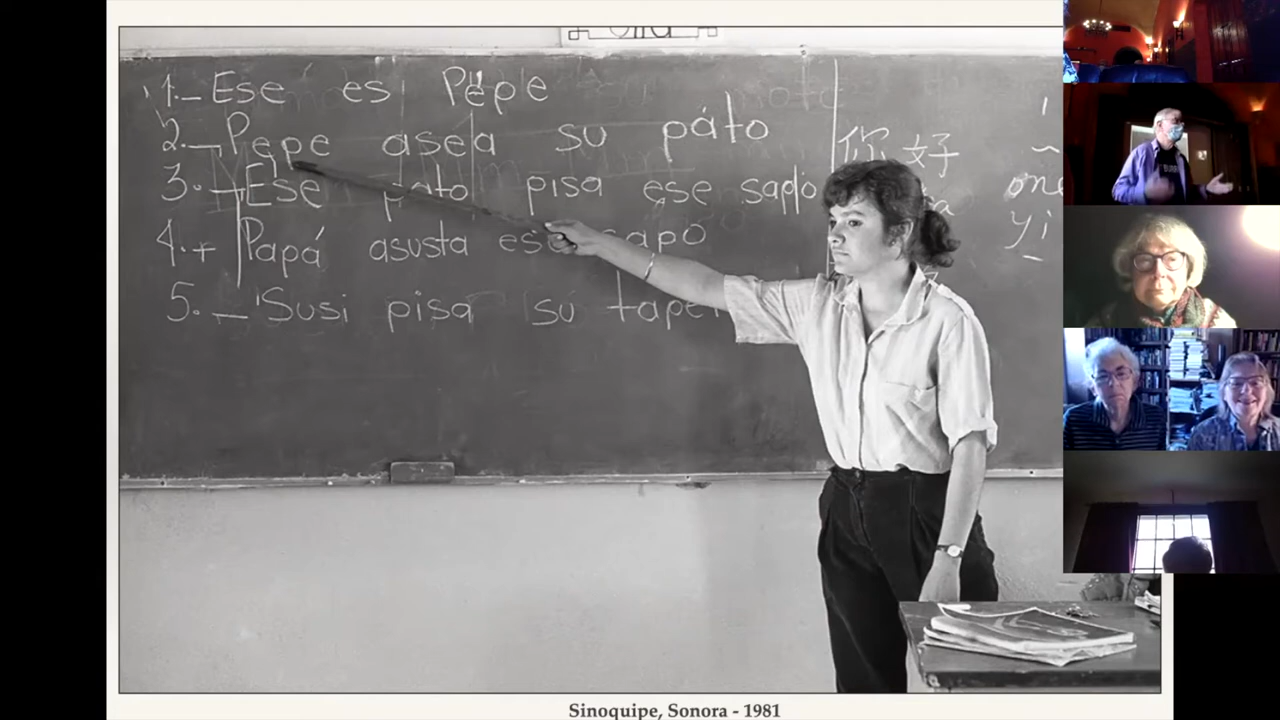 1.- Ese es Pepe
2.- Pepe asea su páto
3.- Ese pato pisa ese sapo
4.- Papá asusta ese sapo
5.- Susi pisa su
你好
one
yi
Sinoquipe, Sonora - 1981